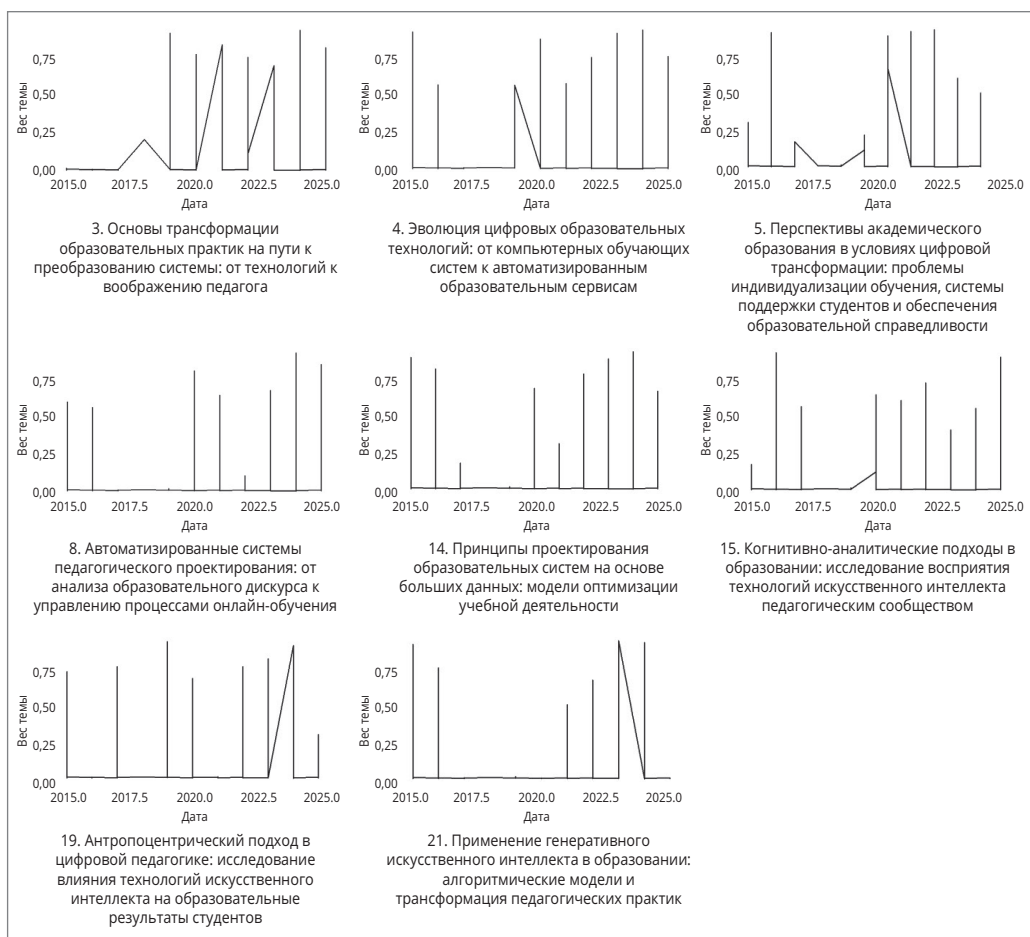 Вес темы
0,75
0,50
0,25
0,00
2015.0 2017.5 2020.0 2022.5 2025.0
Дата
3. Основы трансформации
образовательных практик на пути к
преобразованию системы: от технологий к
воображению педагога
Вес темы
0,75
0,50
0,25
0,00
2015.0 2017.5 2020.0 2022.5 2025.0
Дата
4. Эволюция цифровых образовательных
технологий: от компьютерных обучающих
систем к автоматизированным
образовательным сервисам
Вес темы
0,75
0,50
0,25
0,00
2015.0 2017.5 2020.0 2022.5 2025.0
Дата
5. Перспективы академического
образования в условиях цифровой
трансформации: проблемы
индивидуализации обучения, системы
поддержки студентов и обеспечения
образовательной справедливости
Вес темы
0,75
0,50
0,25
0,00
2015.0 2017.5 2020.0 2022.5 2025.0
Дата
8. Автоматизированные системы
педагогического проектирования: от
анализа образовательного дискурса к
управлению процессами онлайн-обучения
Вес темы
0,75
0,50
0,25
0,00
2015.0 2017.5 2020.0 2022.5 2025.0
Дата
14. Принципы проектирования
образовательных систем на основе
больших данных: модели оптимизации
учебной деятельности
Вес темы
0,75
0,50
0,25
0,00
2015.0 2017.5 2020.0 2022.5 2025.0
Дата
15. Когнитивно-аналитические подходы в
образовании: исследование восприятия
технологий искусственного интеллекта
педагогическим сообществом
Вес темы
0,75
0,50
0,25
0,00
2015.0 2017.5 2020.0 2022.5 2025.0
Дата
19. Антропоцентрический подход в
цифровой педагогике: исследование
влияния технологий искусственного
интеллекта на образовательные
результаты студентов
Вес темы
0,75
0,50
0,25
0,00
2015.0 2017.5 2020.0 2022.5 2025.0
Дата
21. Применение генеративного
искусственного интеллекта в образовании:
алгоритмические модели и
трансформация педагогических практик